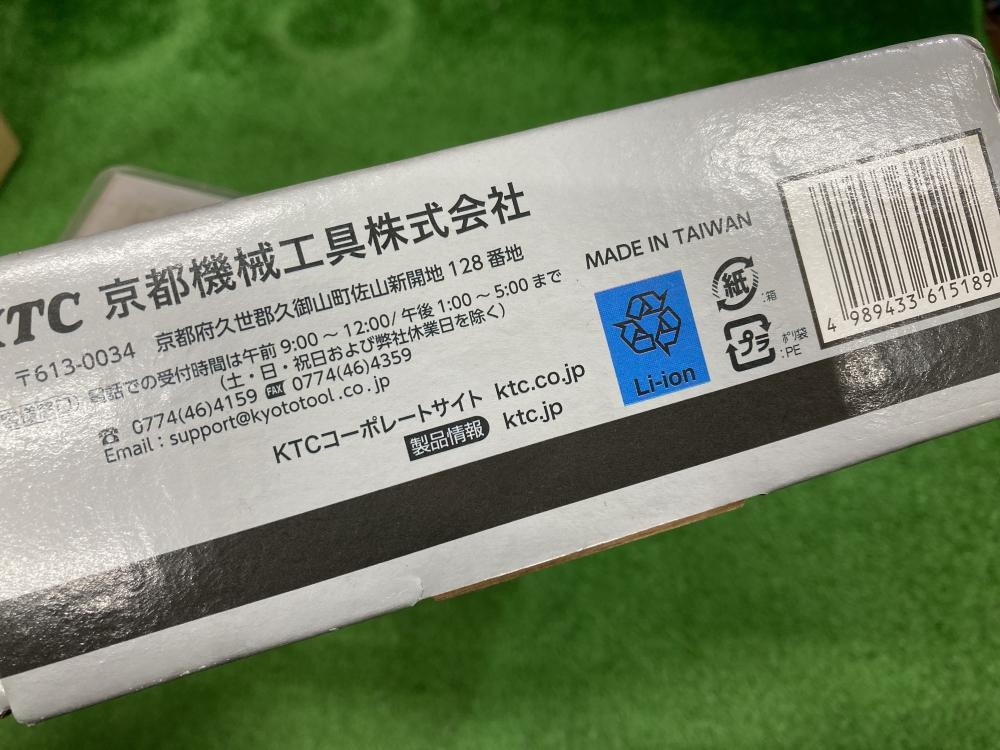 KTC 京都機械工具株式会社
〒613-0034 京都府久世郡久御山町佐山新開地 128 番地
電話での受付時間は午前 9:00 ～ 12:00/ 午後 1:00 ～ 5:00 まで
(土・日・祝日および弊社休業日を除く)
☎ 0774(46)4159 FAX 0774(46)4359
Email : support@kyototool.co.jp
KTCコーポレートサイト ktc.co.jp
製品情報 ktc.jp
MADE IN TAIWAN
Li-ion
紙 :箱
プラ ポリ袋 :PE
4 989433 615189